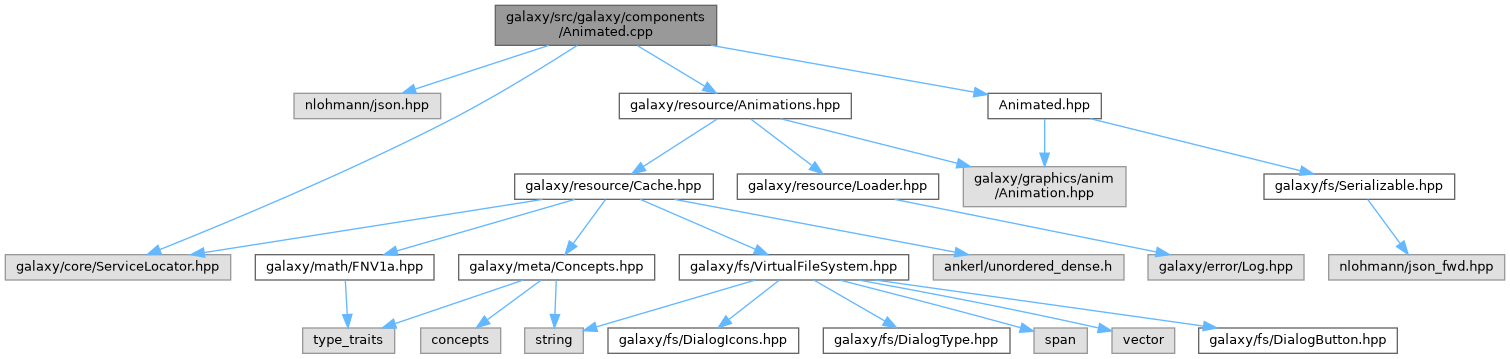 galaxy/src/galaxy/components
/Animated.cpp
nlohmann/json.hpp
galaxy/resource/Animations.hpp
Animated.hpp
galaxy/resource/Cache.hpp
galaxy/resource/Loader.hpp
galaxy/graphics/anim
/Animation.hpp
galaxy/fs/Serializable.hpp
galaxy/core/ServiceLocator.hpp
galaxy/math/FNV1a.hpp
galaxy/meta/Concepts.hpp
galaxy/fs/VirtualFileSystem.hpp
ankerl/unordered_dense.h
galaxy/error/Log.hpp
nlohmann/json_fwd.hpp
type_traits
concepts
string
galaxy/fs/DialogIcons.hpp
galaxy/fs/DialogType.hpp
span
vector
galaxy/fs/DialogButton.hpp